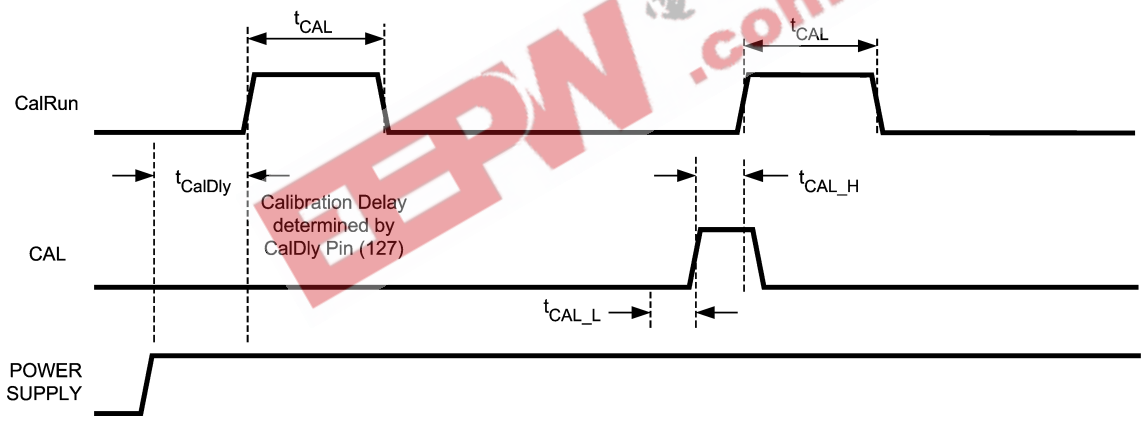 tCAL
tCAL
CalRun
tCalDly
tCAL_H
Calibration Delay
determined by
CalDly Pin (127)
CAL
tCAL_L
POWER
SUPPLY
EEPW
.com